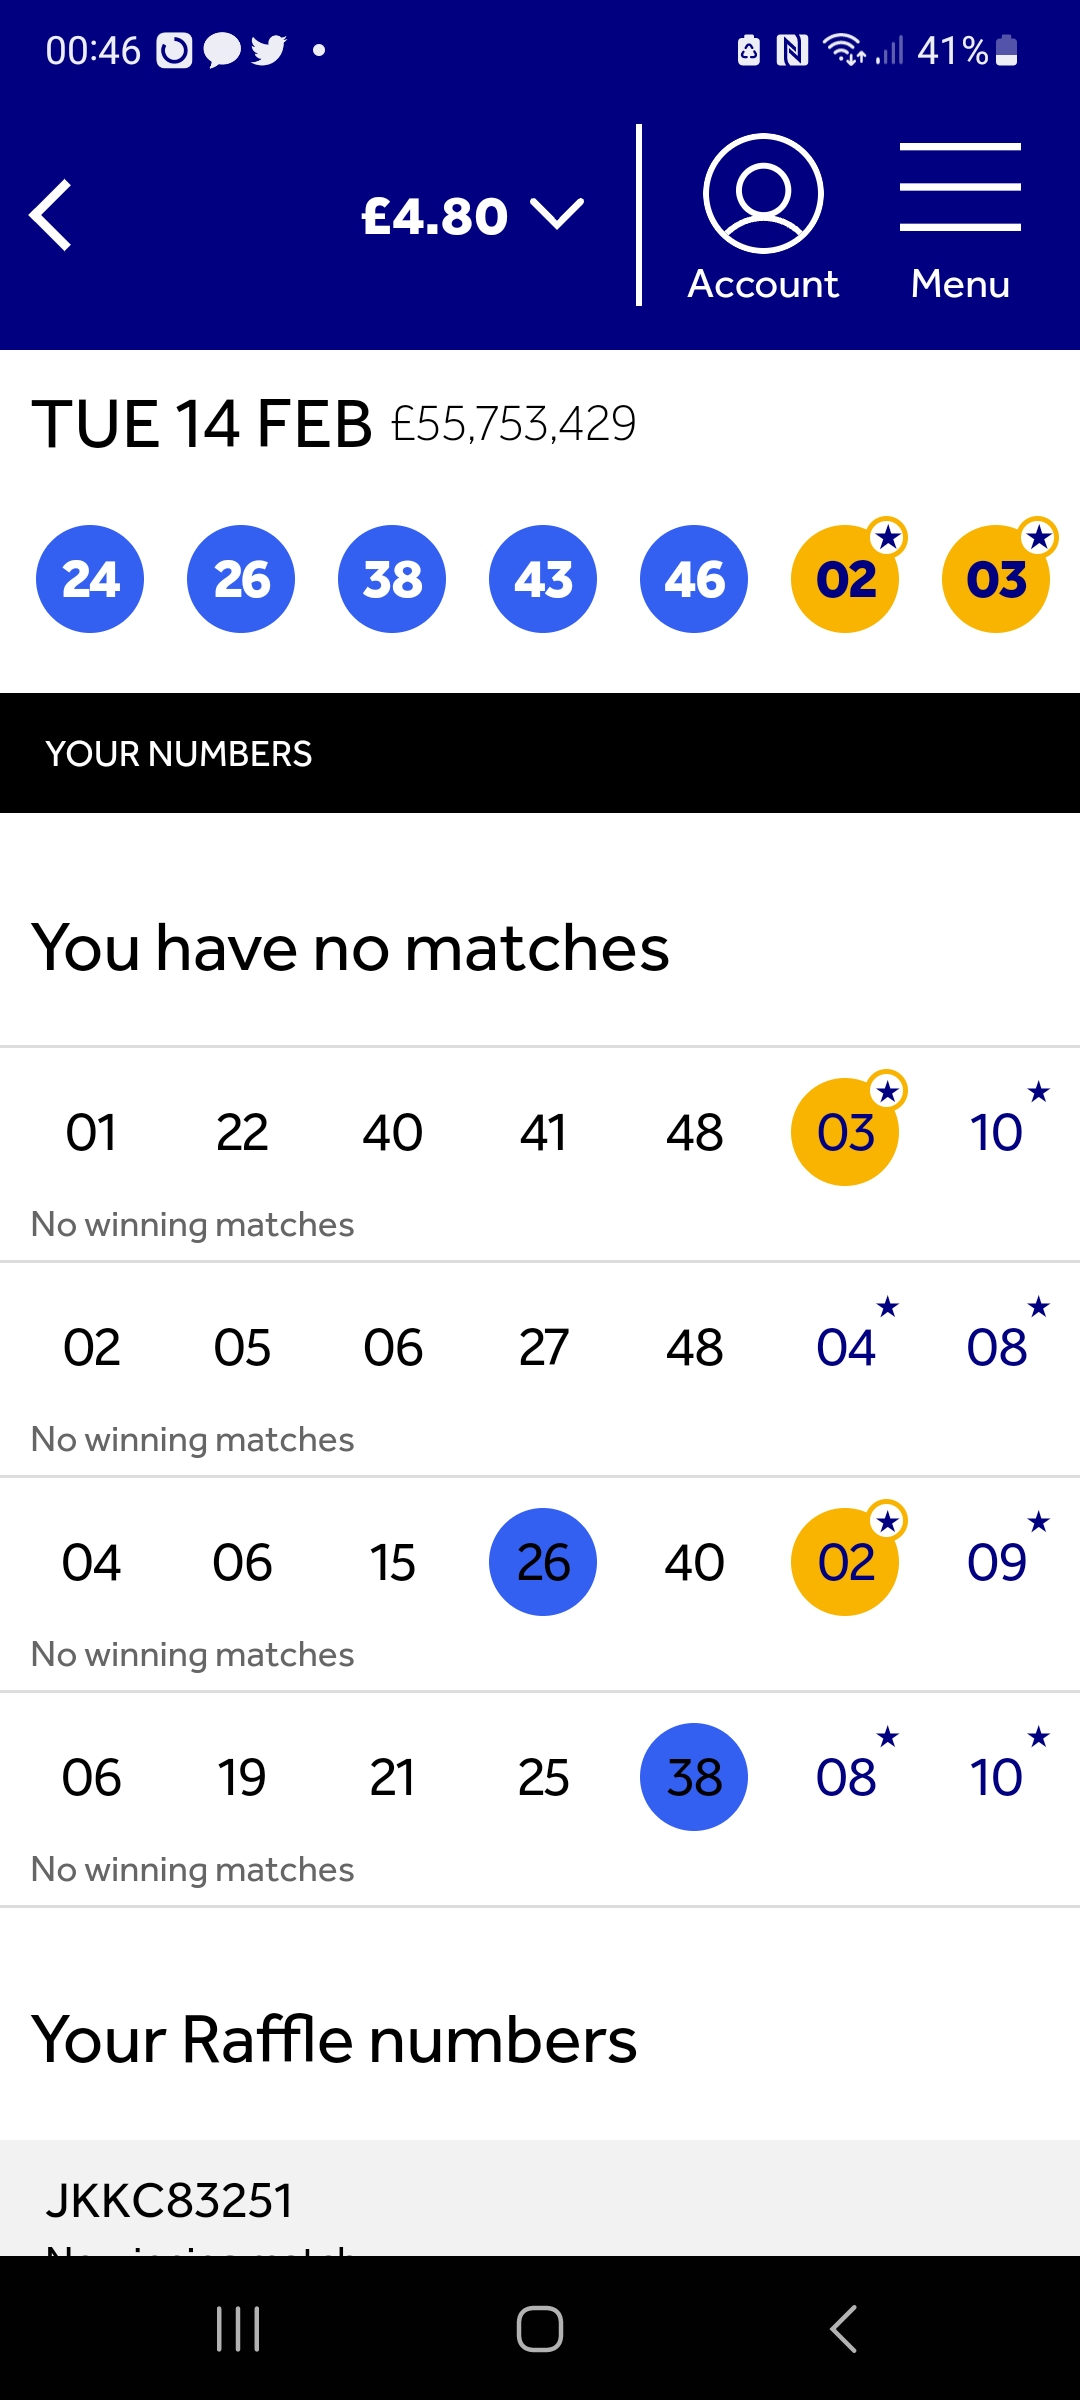 00:46 41%
£4.80
Account Menu
TUE 14 FEB £55,753,429
24 26 38 43 46 02 03
YOUR NUMBERS
You have no matches
01 22 40 41 48 03 10
No winning matches
02 05 06 27 48 04 08
No winning matches
04 06 15 26 40 02 09
No winning matches
06 19 21 25 38 08 10
No winning matches
Your Raffle numbers
JKKC83251